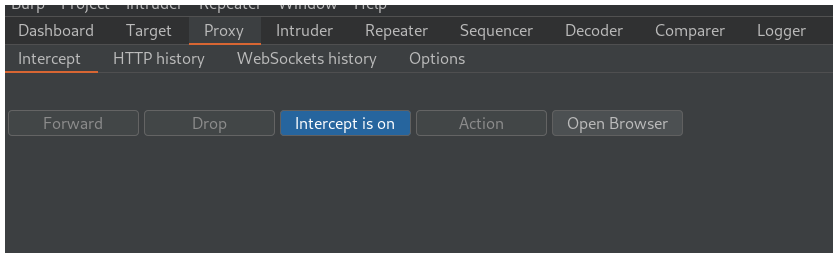 Burp Project Intruder Repeater Window Help
Dashboard Target Proxy Intruder Repeater Sequencer Decoder Comparer Logger
Intercept HTTP history WebSockets history Options
Forward Drop Intercept is on Action Open Browser